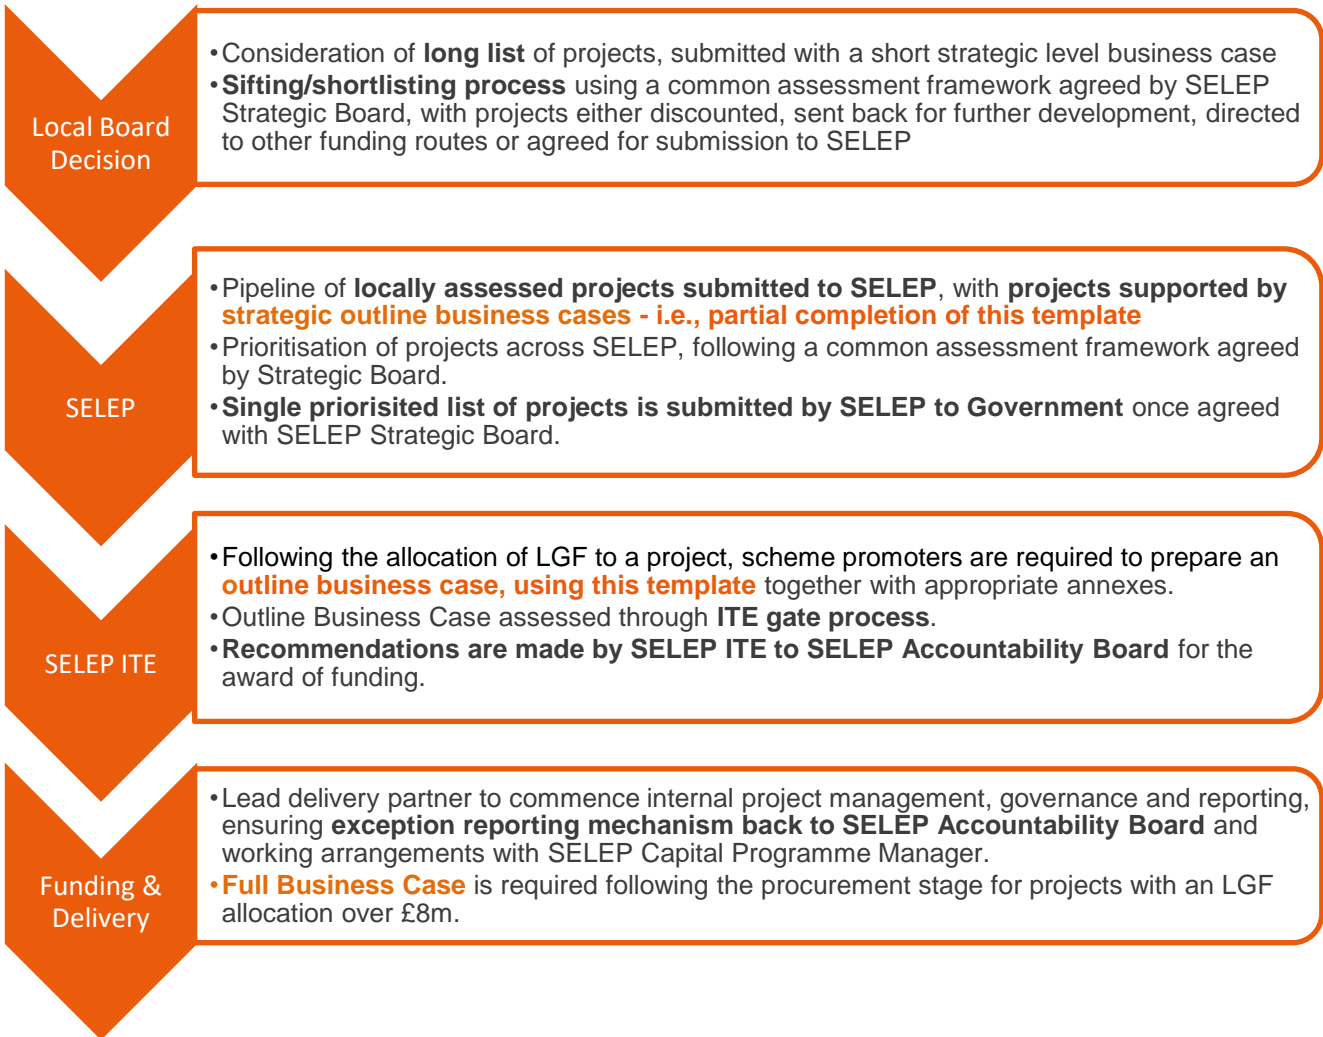 Local Board
Decision
•Consideration of long list of projects, submitted with a short strategic level business case
•Sifting/shortlisting process using a common assessment framework agreed by SELEP
Strategic Board, with projects either discounted, sent back for further development, directed
to other funding routes or agreed for submission to SELEP
SELEP
•Pipeline of locally assessed projects submitted to SELEP, with projects supported by
strategic outline business cases - i.e., partial completion of this template
•Prioritisation of projects across SELEP, following a common assessment framework agreed
by Strategic Board.
•Single priorisited list of projects is submitted by SELEP to Government once agreed
with SELEP Strategic Board.
SELEP ITE
•Following the allocation of LGF to a project, scheme promoters are required to prepare an
outline business case, using this template together with appropriate annexes.
•Outline Business Case assessed through ITE gate process.
•Recommendations are made by SELEP ITE to SELEP Accountability Board for the
award of funding.
Funding &
Delivery
•Lead delivery partner to commence internal project management, governance and reporting,
ensuring exception reporting mechanism back to SELEP Accountability Board and
working arrangements with SELEP Capital Programme Manager.
•Full Business Case is required following the procurement stage for projects with an LGF
allocation over £8m.